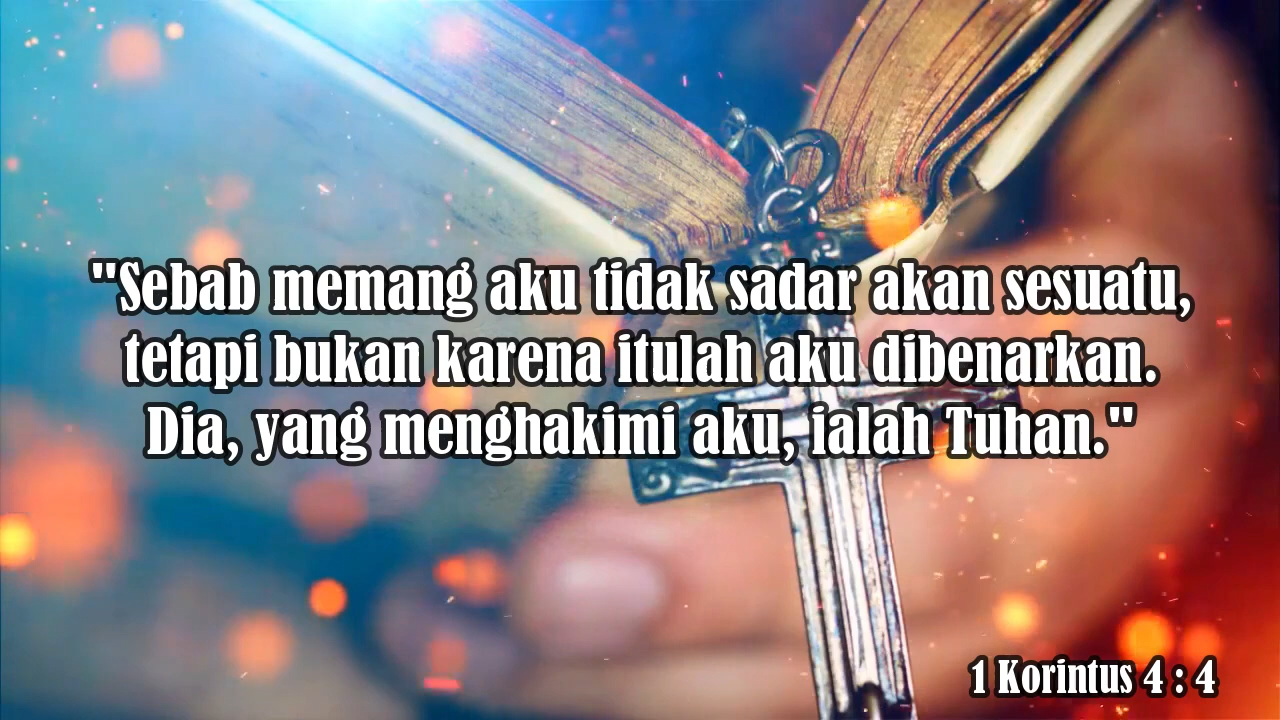 "Sebab memang aku tidak sadar akan sesuatu,
tetapi bukan karena itulah aku dibenarkan.
Dia, yang menghakimi aku, ialah Tuhan."
1 Korintus 4 : 4